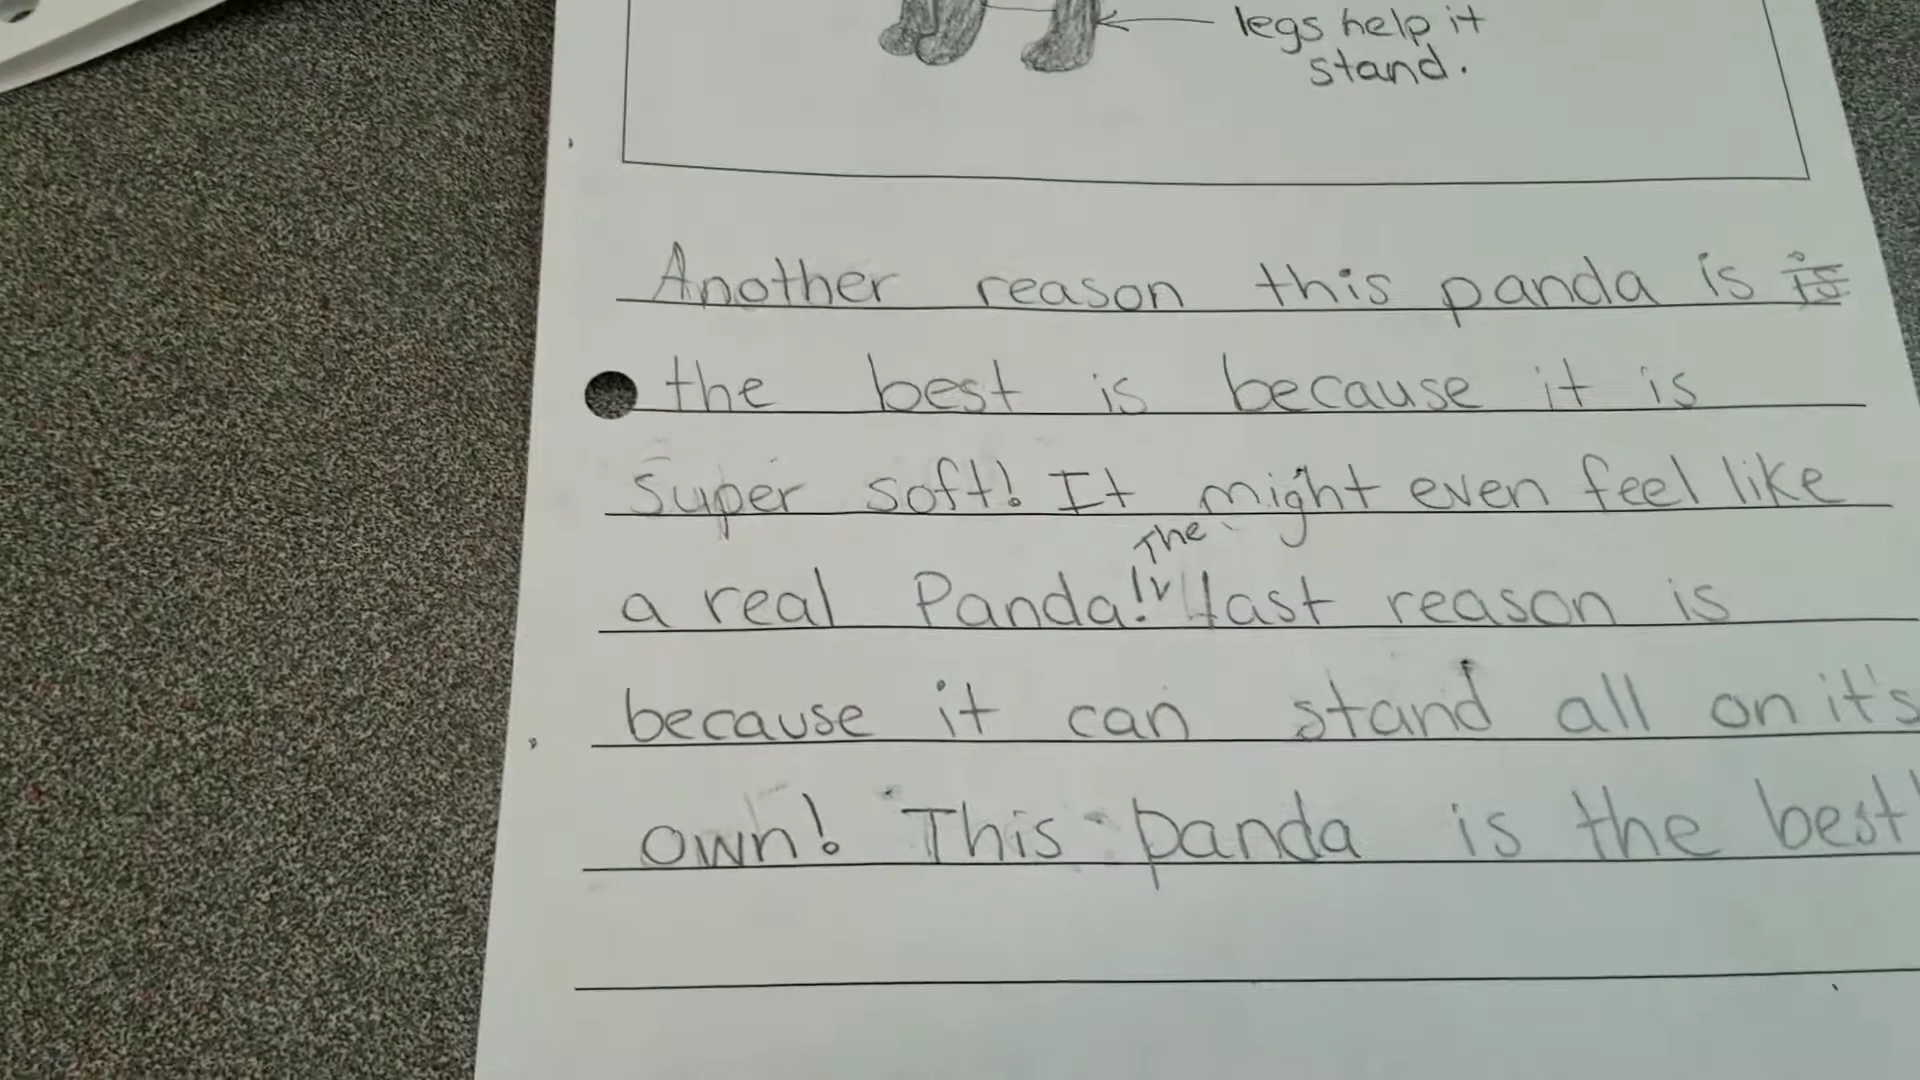 legs help it
stand.
Another reason this panda is is
the best is because it is
super soft! It might even feel like
The
a real Panda! last reason is
because it can stand all on it's
own! This panda is the best!